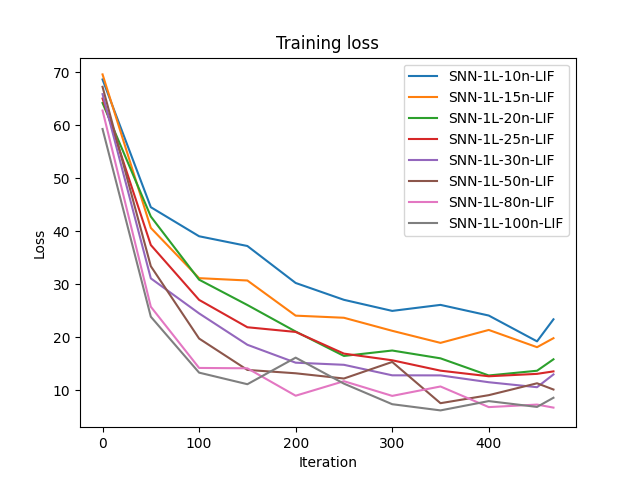 Training loss
70
60
50
40
30
20
10
Loss
0
100
200
300
400
Iteration
SNN-1L-10n-LIF
SNN-1L-15n-LIF
SNN-1L-20n-LIF
SNN-1L-25n-LIF
SNN-1L-30n-LIF
SNN-1L-50n-LIF
SNN-1L-80n-LIF
SNN-1L-100n-LIF